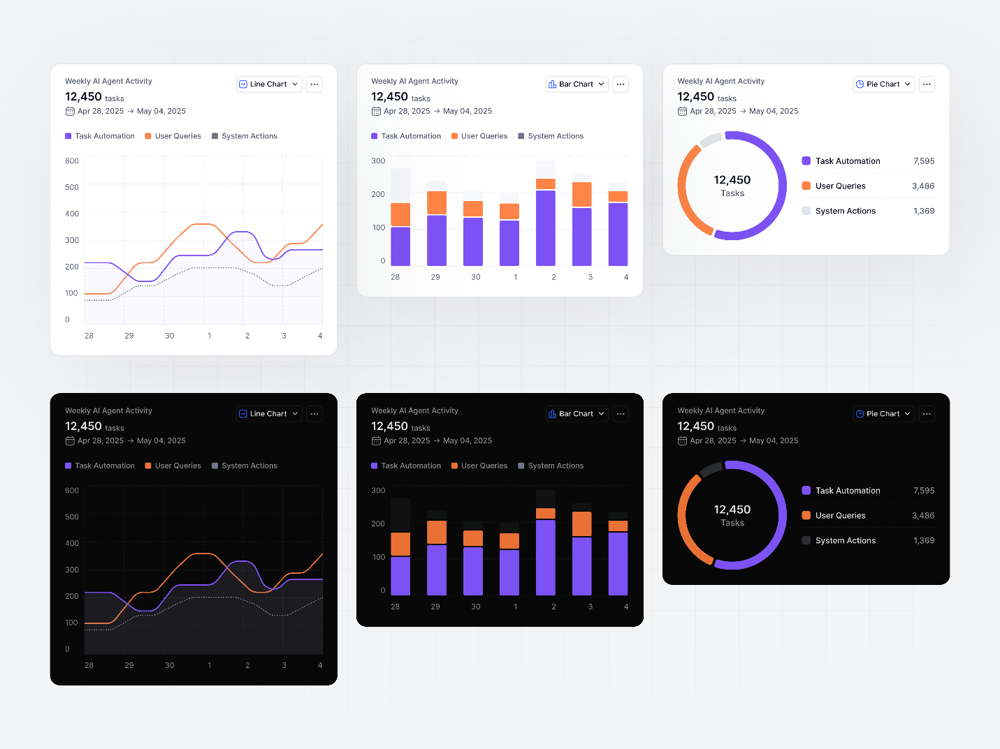 Weekly AI Agent Activity
Line Chart
12,450 tasks
Apr 28, 2025 → May 04, 2025
Task Automation User Queries System Actions
600
500
400
300
200
100
0
28 29 30 1 2 3 4
Weekly AI Agent Activity
Bar Chart
12,450 tasks
Apr 28, 2025 → May 04, 2025
Task Automation User Queries System Actions
300
200
100
0
28 29 30 1 2 3 4
Weekly AI Agent Activity
Pie Chart
12,450 tasks
Apr 28, 2025 → May 04, 2025
12,450
Tasks
Task Automation 7,595
User Queries 3,486
System Actions 1,369
Weekly AI Agent Activity
Line Chart
12,450 tasks
Apr 28, 2025 → May 04, 2025
Task Automation User Queries System Actions
600
500
400
300
200
100
0
28 29 30 1 2 3 4
Weekly AI Agent Activity
Bar Chart
12,450 tasks
Apr 28, 2025 → May 04, 2025
Task Automation User Queries System Actions
300
200
100
0
28 29 30 1 2 3 4
Weekly AI Agent Activity
Pie Chart
12,450 tasks
Apr 28, 2025 → May 04, 2025
12,450
Tasks
Task Automation 7,595
User Queries 3,486
System Actions 1,369